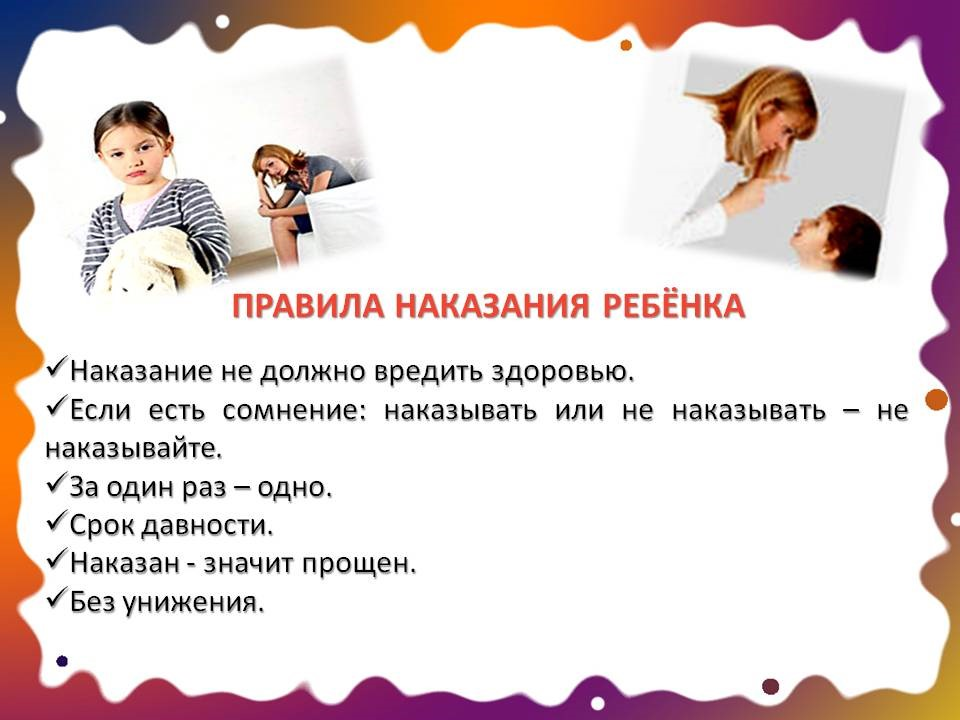 ПРАВИЛА НАКАЗАНИЯ РЕБЁНКА
✓Наказание не должно вредить здоровью.
✓Если есть сомнение: наказывать или не наказывать – не
наказывайте.
✓За один раз – одно.
✓Срок давности.
✓Наказан - значит прощен.
✓Без унижения.